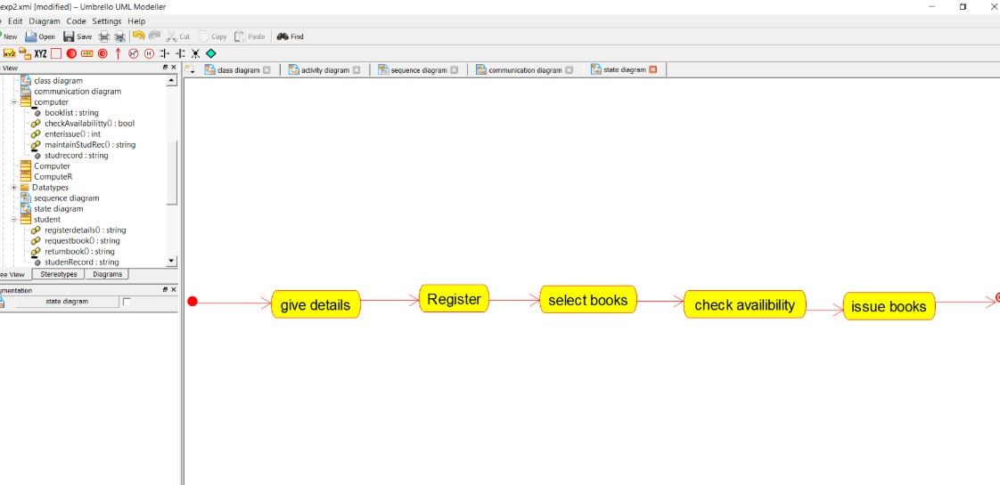 exp2.xmi [modified] – Umbrello UML Modeller
Edit Diagram Code Settings Help
New Open Save Cut Copy Paste Find
XYZ ABC H H
View
class diagram activity diagram sequence diagram communication diagram state diagram
class diagram
communication diagram
computer
booklist : string
checkAvailabilitty() : bool
enterissue() : int
maintainStudRec() : string
studrecord : string
Computer
ComputeR
Datatypes
sequence diagram
state diagram
student
registerdetails() : string
requestbook() : string
returnbook() : string
studenRecord : string
ee View Stereotypes Diagrams
umentation
state diagram
give details Register select books check availibility issue books